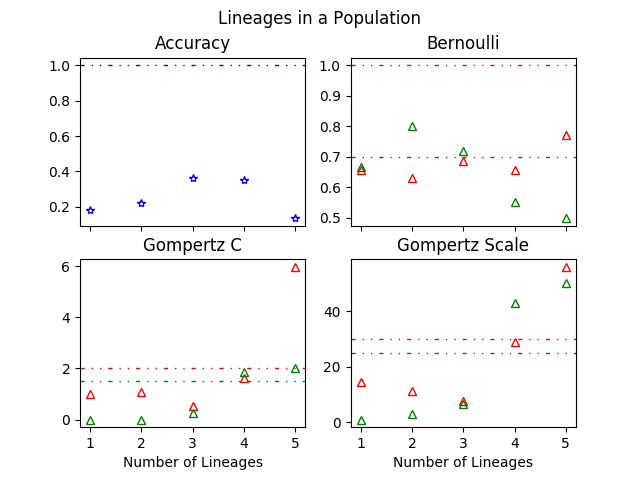 Lineages in a Population
Accuracy
Bernoulli
1.0
0.8
0.6
0.4
0.2
1.0
0.9
0.8
0.7
0.6
0.5
Gompertz C
Gompertz Scale
6
4
2
0
40
20
0
1 2 3 4 5
1 2 3 4 5
Number of Lineages
Number of Lineages